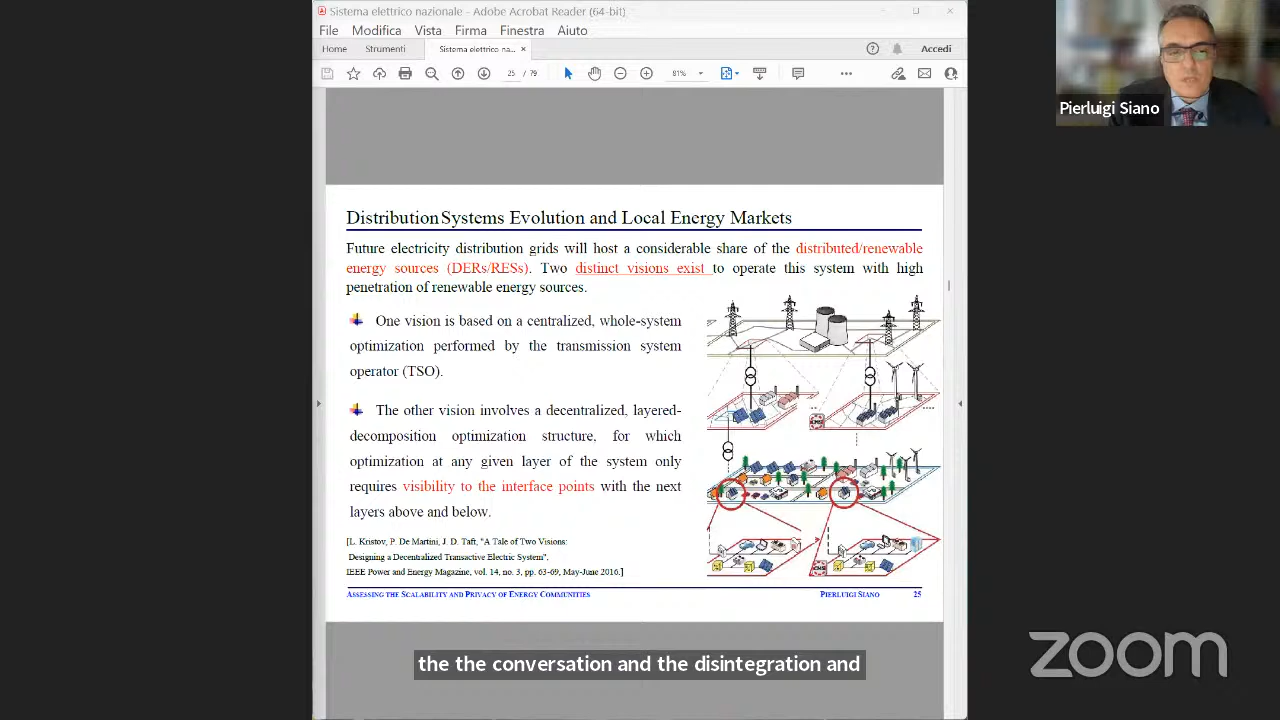 Sistema elettrico nazionale - Adobe Acrobat Reader (64-bit)
File Modifica Vista Firma Finestra Aiuto
Home Strumenti Sistema elettrico na... × Accedi
25 / 79 81%
Pierluigi Siano
Distribution Systems Evolution and Local Energy Markets
Future electricity distribution grids will host a considerable share of the distributed/renewable
energy sources (DERs/RESs). Two distinct visions exist to operate this system with high
penetration of renewable energy sources.
One vision is based on a centralized, whole-system
optimization performed by the transmission system
operator (TSO).
The other vision involves a decentralized, layered-
decomposition optimization structure, for which
optimization at any given layer of the system only
requires visibility to the interface points with the next
layers above and below.
[L. Kristov, P. De Martini, J. D. Taft, "A Tale of Two Visions:
Designing a Decentralized Transactive Electric System",
IEEE Power and Energy Magazine, vol. 14, no. 3, pp. 63-69, May-June 2016.]
ASSESSING THE SCALABILITY AND PRIVACY OF ENERGY COMMUNITIES PIERLUIGI SIANO 25
the the conversation and the disintegration and
zoom